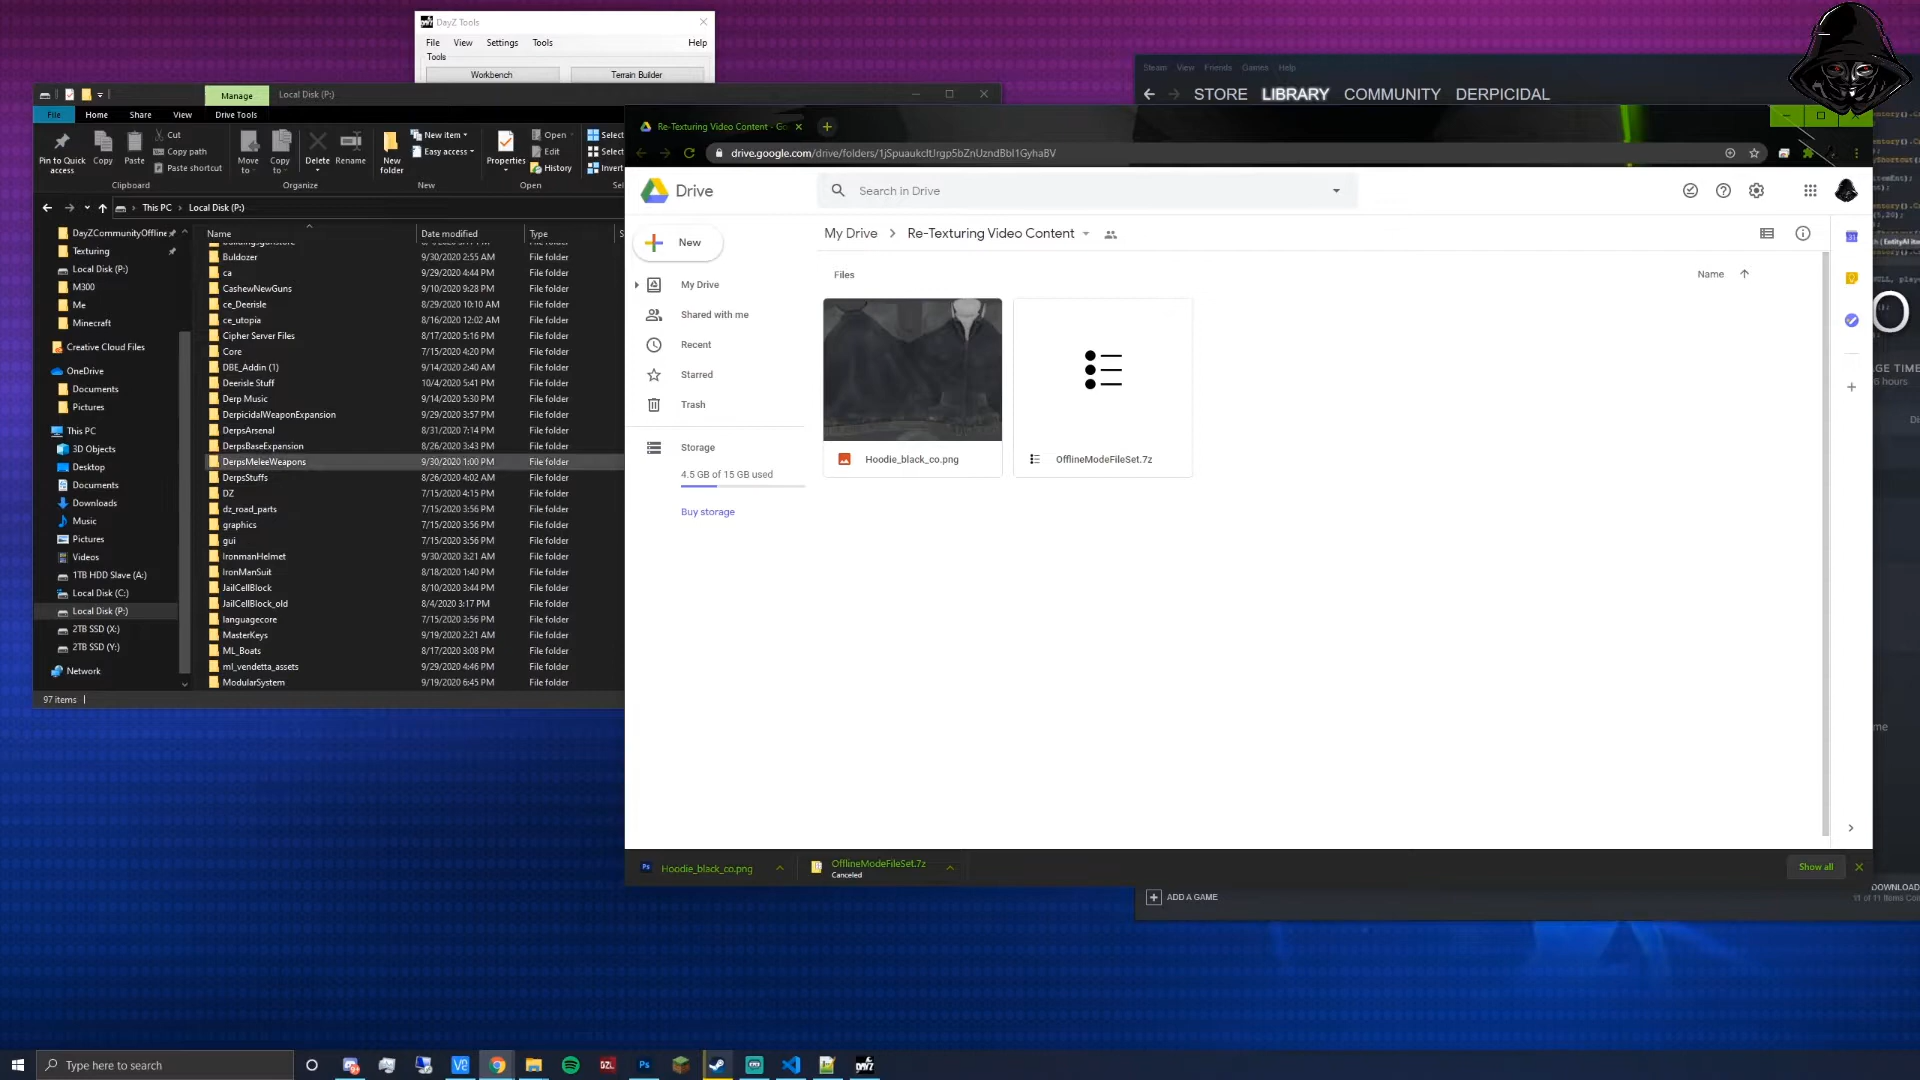 DayZ Tools
File View Settings Tools Help
Tools
Workbench Terrain Builder
Manage Local Disk (P:)
File Home Share View Drive Tools
Pin to Quick access
Copy
Paste
Cut
Copy path
Paste shortcut
Clipboard
Move to
Copy to
Delete
Rename
Organize
New folder
New item
Easy access
New
Properties
Open
Edit
History
Open
Select
Select
Invert
This PC Local Disk (P:)
DayZCommunityOffline
Texturing
Local Disk (P:)
M300
Me
Minecraft
Creative Cloud Files
OneDrive
Documents
Pictures
This PC
3D Objects
Desktop
Documents
Downloads
Music
Pictures
Videos
1TB HDD Slave (A:)
Local Disk (C:)
Local Disk (P:)
2TB SSD (X:)
2TB SSD (Y:)
Network
97 items
Name Date modified Type S
Buldozer 9/30/2020 2:55 AM File folder
ca 9/29/2020 4:44 PM File folder
CashewNewGuns 9/10/2020 9:28 PM File folder
ce_Deerisle 8/29/2020 10:10 AM File folder
ce_utopia 8/16/2020 12:02 AM File folder
Cipher Server Files 8/17/2020 5:16 PM File folder
Core 7/15/2020 4:20 PM File folder
DBE_Addin (1) 9/14/2020 2:40 AM File folder
Deerisle Stuff 10/4/2020 5:41 PM File folder
Derp Music 9/14/2020 5:30 PM File folder
DerpicidalWeaponExpansion 9/29/2020 3:57 PM File folder
DerpsArsenal 8/31/2020 7:14 PM File folder
DerpsBaseExpansion 8/26/2020 3:43 PM File folder
DerpsMeleeWeapons 9/30/2020 1:00 PM File folder
DerpsStuffs 8/26/2020 4:02 AM File folder
DZ 7/15/2020 4:15 PM File folder
dz_road_parts 7/15/2020 3:56 PM File folder
graphics 7/15/2020 3:56 PM File folder
gui 7/15/2020 3:56 PM File folder
IronmanHelmet 9/30/2020 3:21 AM File folder
IronManSuit 8/18/2020 1:40 PM File folder
JailCellBlock 8/10/2020 3:44 PM File folder
JailCellBlock_old 8/4/2020 3:17 PM File folder
languagecore 7/15/2020 3:56 PM File folder
MasterKeys 9/19/2020 2:21 AM File folder
ML_Boats 8/17/2020 3:08 PM File folder
ml_vendetta_assets 9/29/2020 4:46 PM File folder
ModularSystem 9/19/2020 6:45 PM File folder
Steam View Friends Games Help
STORE LIBRARY COMMUNITY DERPICIDAL
Re-Texturing Video Content - Go
Drive
Search in Drive
New
My Drive
Shared with me
Recent
Starred
Trash
Storage
4.5 GB of 15 GB used
Buy storage
My Drive Re-Texturing Video Content
Files Name
Hoodie_black_co.png OfflineModeFileSet.7z
Hoodie_black_co.png
OfflineModeFileSet.7z
Canceled
Show all
ADD A GAME
Type here to search